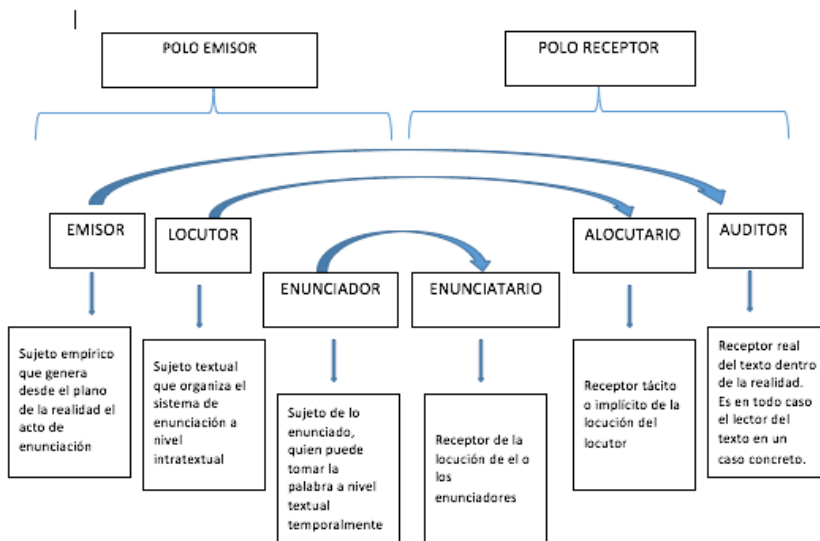 POLO EMISOR
POLO RECEPTOR
EMISOR
LOCUTOR
ALOCUTARIO
AUDITOR
ENUNCIADOR
ENUNCIATARIO
Sujeto empírico
que genera
desde el plano
de la realidad el
acto de
enunciación
Sujeto textual
que organiza el
sistema de
enunciación a
nivel
intratextual
Sujeto de lo
enunciado,
quien puede
tomar la
palabra a nivel
textual
temporalmente
Receptor de la
locución de el o
los
enunciadores
Receptor tácito
o implícito de la
locución del
locutor
Receptor real
del texto dentro
de la realidad.
Es en todo caso
el lector del
texto en un
caso concreto.